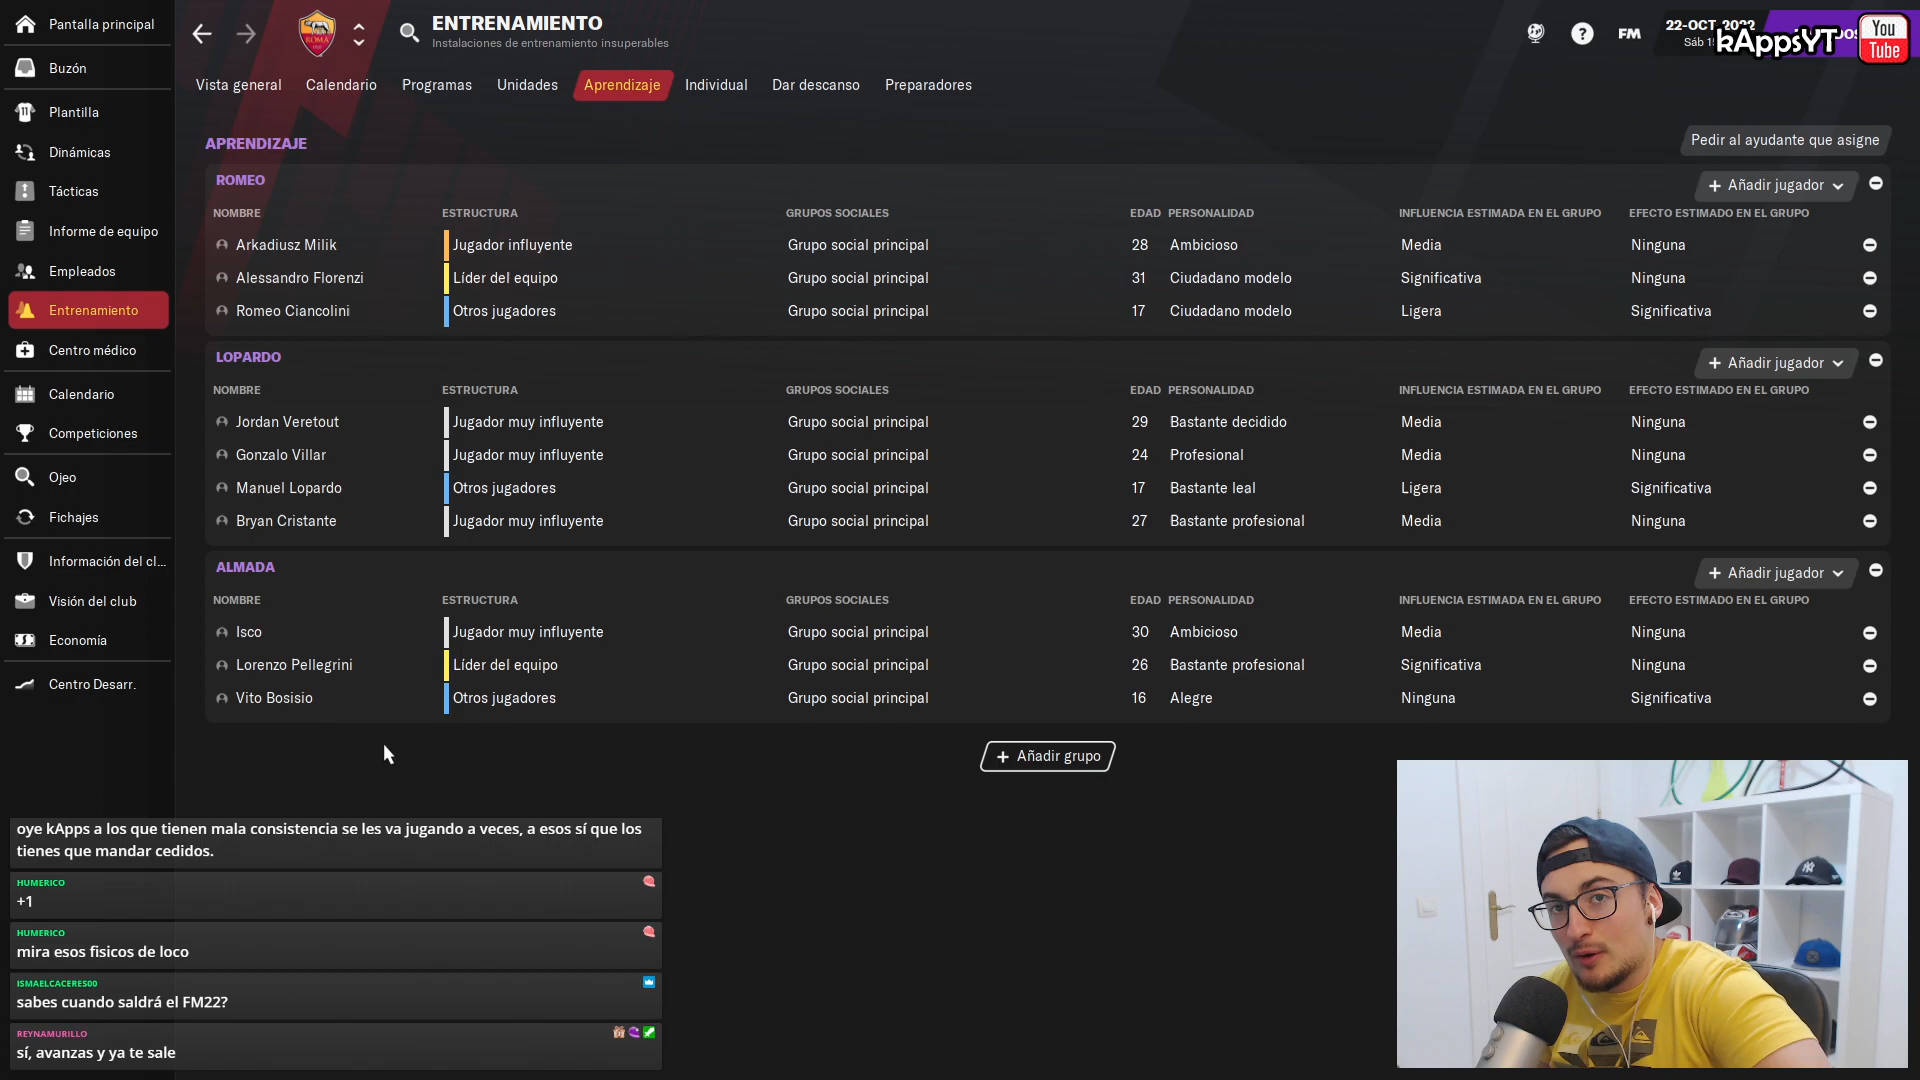 Pantalla principal
Buzón
Plantilla
Dinámicas
Tácticas
Informe de equipo
Empleados
Entrenamiento
Centro médico
Calendario
Competiciones
Ojeo
Fichajes
Información del cl...
Visión del club
Economía
Centro Desarr.
ENTRENAMIENTO
Instalaciones de entrenamiento insuperables
FM
22-OCT-2022
Sáb
kAppsYT
You
Tube
Vista general Calendario Programas Unidades Aprendizaje Individual Dar descanso Preparadores
APRENDIZAJE
Pedir al ayudante que asigne
ROMEO
Añadir jugador
NOMBRE ESTRUCTURA GRUPOS SOCIALES EDAD PERSONALIDAD INFLUENCIA ESTIMADA EN EL GRUPO EFECTO ESTIMADO EN EL GRUPO
Arkadiusz Milik Jugador influyente Grupo social principal 28 Ambicioso Media Ninguna
Alessandro Florenzi Líder del equipo Grupo social principal 31 Ciudadano modelo Significativa Ninguna
Romeo Ciancolini Otros jugadores Grupo social principal 17 Ciudadano modelo Ligera Significativa
LOPARDO
Añadir jugador
NOMBRE ESTRUCTURA GRUPOS SOCIALES EDAD PERSONALIDAD INFLUENCIA ESTIMADA EN EL GRUPO EFECTO ESTIMADO EN EL GRUPO
Jordan Veretout Jugador muy influyente Grupo social principal 29 Bastante decidido Media Ninguna
Gonzalo Villar Jugador muy influyente Grupo social principal 24 Profesional Media Ninguna
Manuel Lopardo Otros jugadores Grupo social principal 17 Bastante leal Ligera Significativa
Bryan Cristante Jugador muy influyente Grupo social principal 27 Bastante profesional Media Ninguna
ALMADA
Añadir jugador
NOMBRE ESTRUCTURA GRUPOS SOCIALES EDAD PERSONALIDAD INFLUENCIA ESTIMADA EN EL GRUPO EFECTO ESTIMADO EN EL GRUPO
Isco Jugador muy influyente Grupo social principal 30 Ambicioso Media Ninguna
Lorenzo Pellegrini Líder del equipo Grupo social principal 26 Bastante profesional Significativa Ninguna
Vito Bosisio Otros jugadores Grupo social principal 16 Alegre Ninguna Significativa
Añadir grupo
oye kApps a los que tienen mala consistencia se les va jugando a veces, a esos sí que los
tienes que mandar cedidos.
HUMERICO
+1
HUMERICO
mira esos fisicos de loco
ISMAELCACERES00
sabes cuando saldrá el FM22?
REYNAMURILLO
sí, avanzas y ya te sale